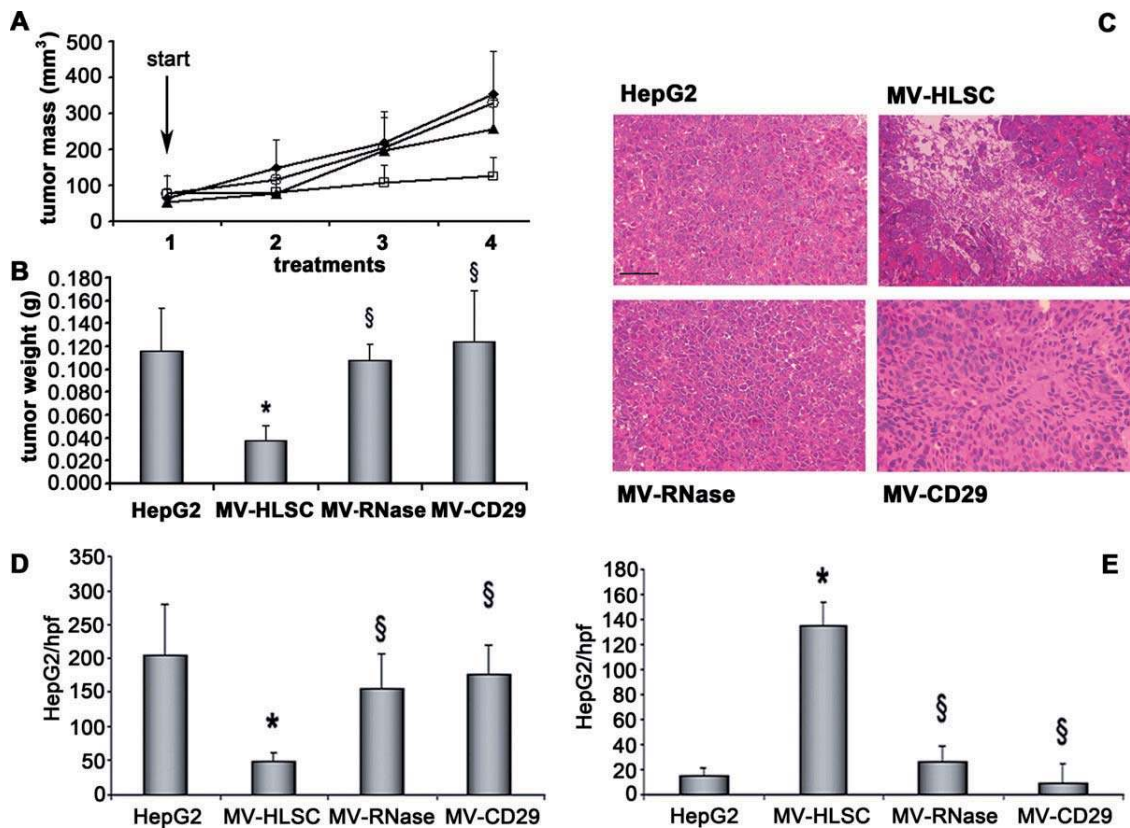 A
tumor mass (mm³)
500
400
300
200
100
0
start
1 2 3 4
treatments
B
tumor weight (g)
0.180
0.160
0.140
0.120
0.100
0.080
0.060
0.040
0.020
0.000
* § §
HepG2 MV-HLSC MV-RNase MV-CD29
C
HepG2 MV-HLSC
MV-RNase MV-CD29
D
HepG2/hpf
350
300
250
200
150
100
50
0
* § §
HepG2 MV-HLSC MV-RNase MV-CD29
E
HepG2/hpf
180
160
140
120
100
80
60
40
20
0
* § §
HepG2 MV-HLSC MV-RNase MV-CD29